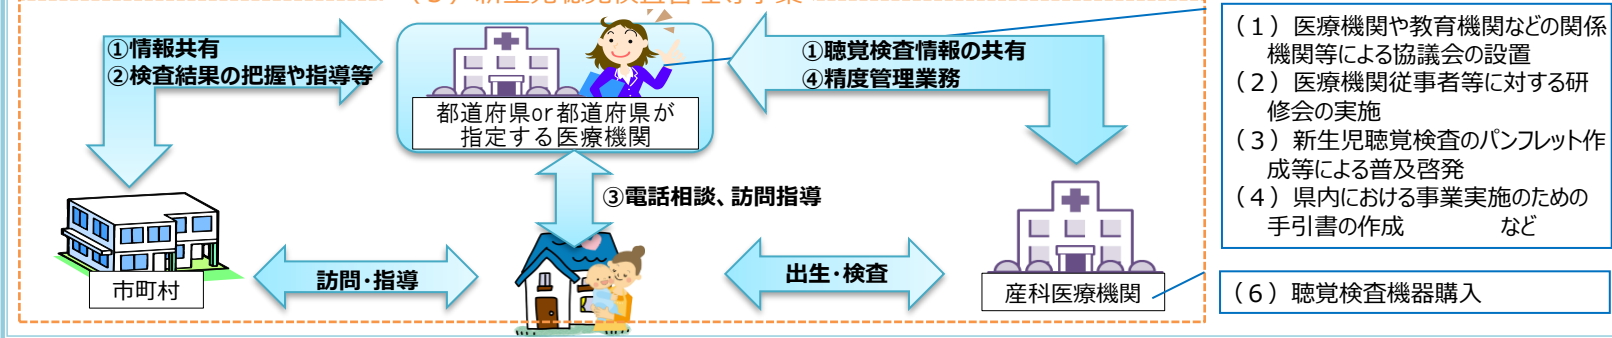 ①情報共有
②検査結果の把握や指導等
都道府県or都道府県が
指定する医療機関
①聴覚検査情報の共有
④精度管理業務
③電話相談、訪問指導
市町村
訪問･指導
出生･検査
産科医療機関
（１）医療機関や教育機関などの関係
機関等による協議会の設置
（２）医療機関従事者等に対する研
修会の実施
（３）新生児聴覚検査のパンフレット作
成等による普及啓発
（４）県内における事業実施のための
手引書の作成　　　　など
（６）聴覚検査機器購入